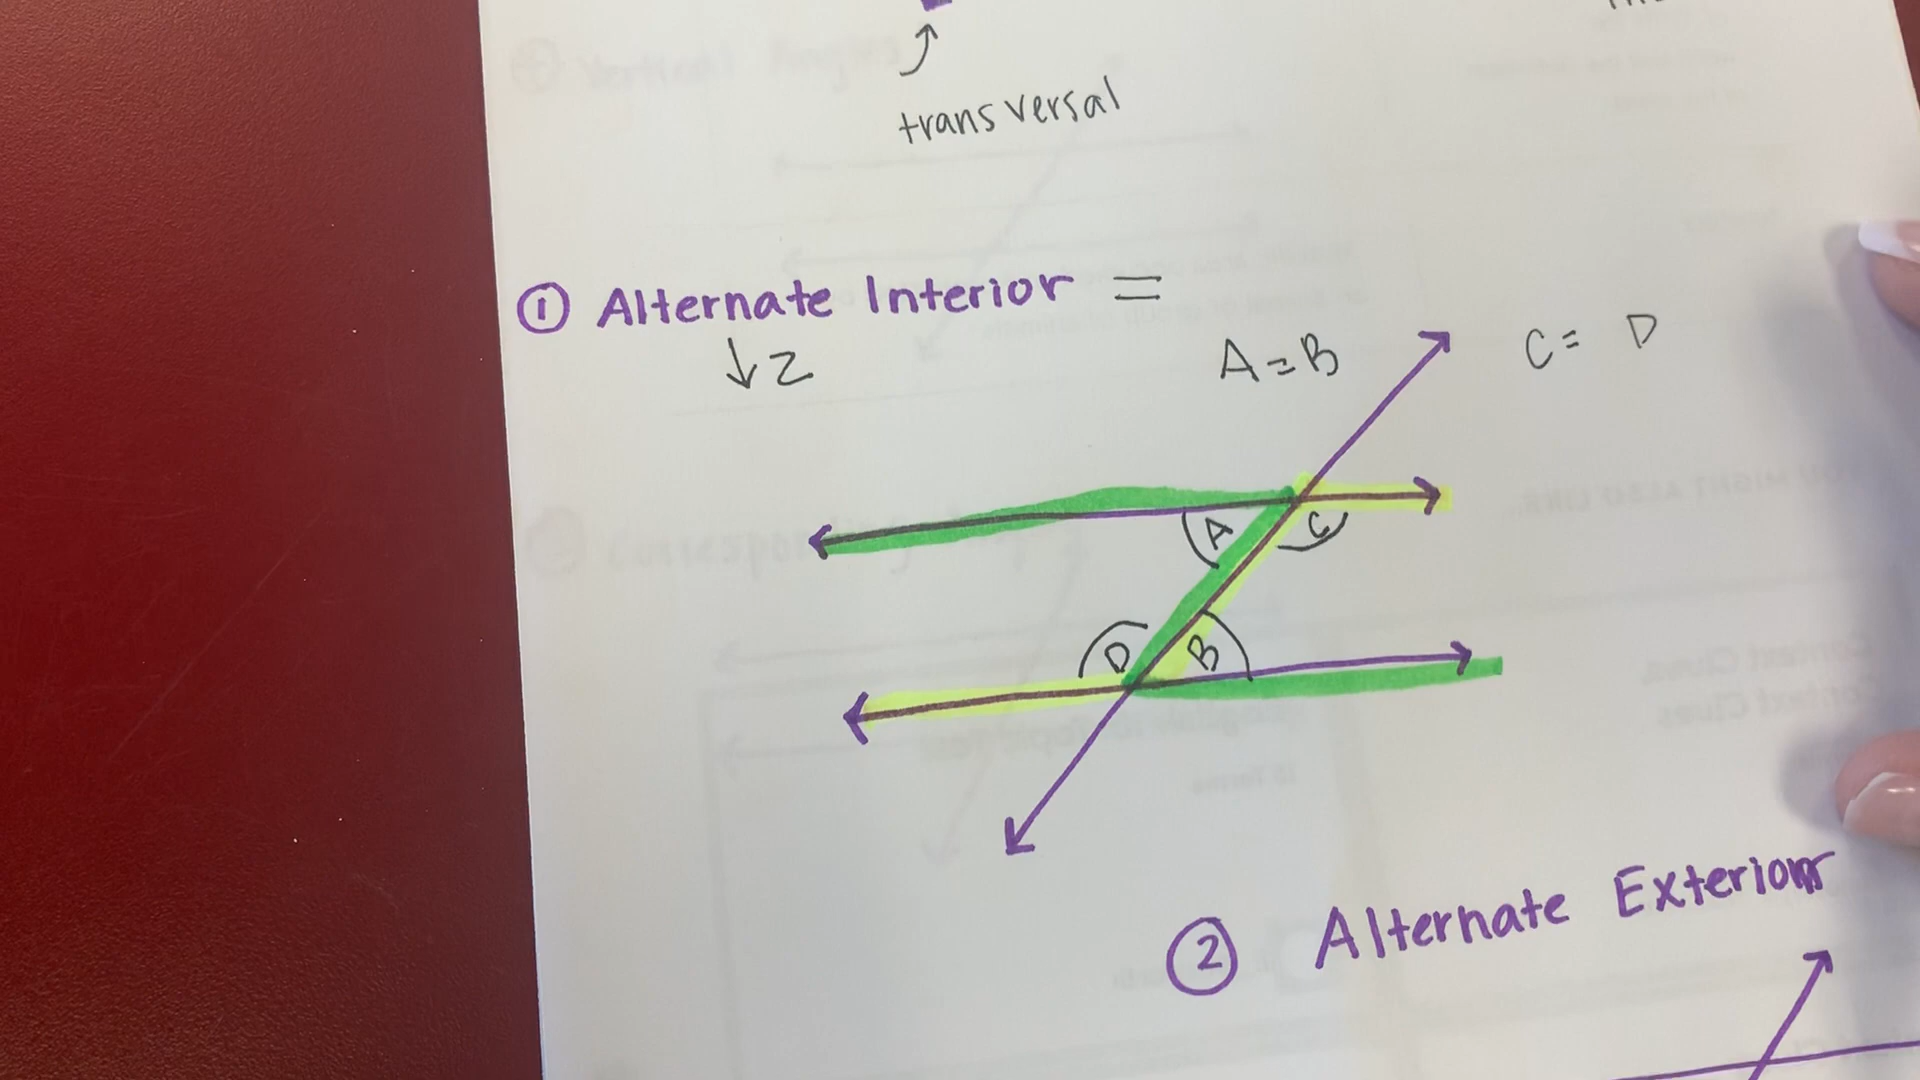 transversal
① Alternate Interior =
↓ Z
A = B
C = D
A
C
D
B
② Alternate Exterior